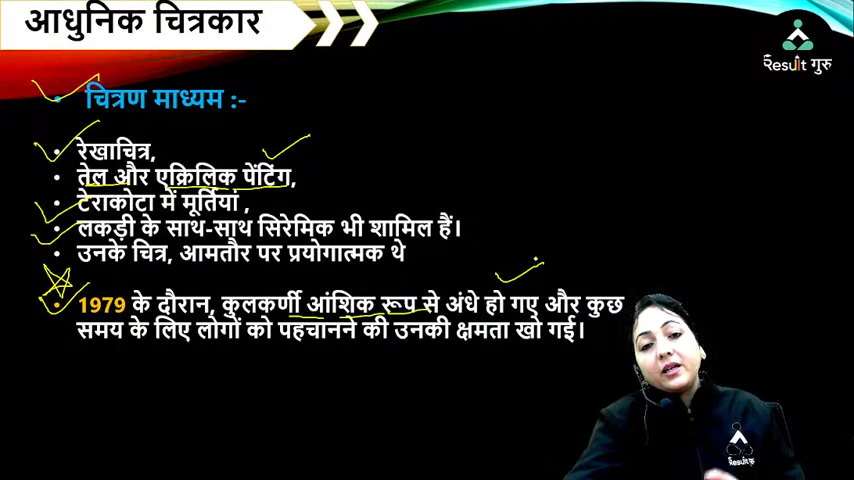 आधुनिक चित्रकार
Result गुरु
चित्रण माध्यम :-
रेखाचित्र,
तेल और एक्रिलिक पेंटिंग,
टेराकोटा में मूर्तियां ,
लकड़ी के साथ-साथ सिरेमिक भी शामिल हैं।
उनके चित्र, आमतौर पर प्रयोगात्मक थे
1979 के दौरान, कुलकर्णी आंशिक रूप से अंधे हो गए और कुछ
समय के लिए लोगों को पहचानने की उनकी क्षमता खो गई।
Result गुरु